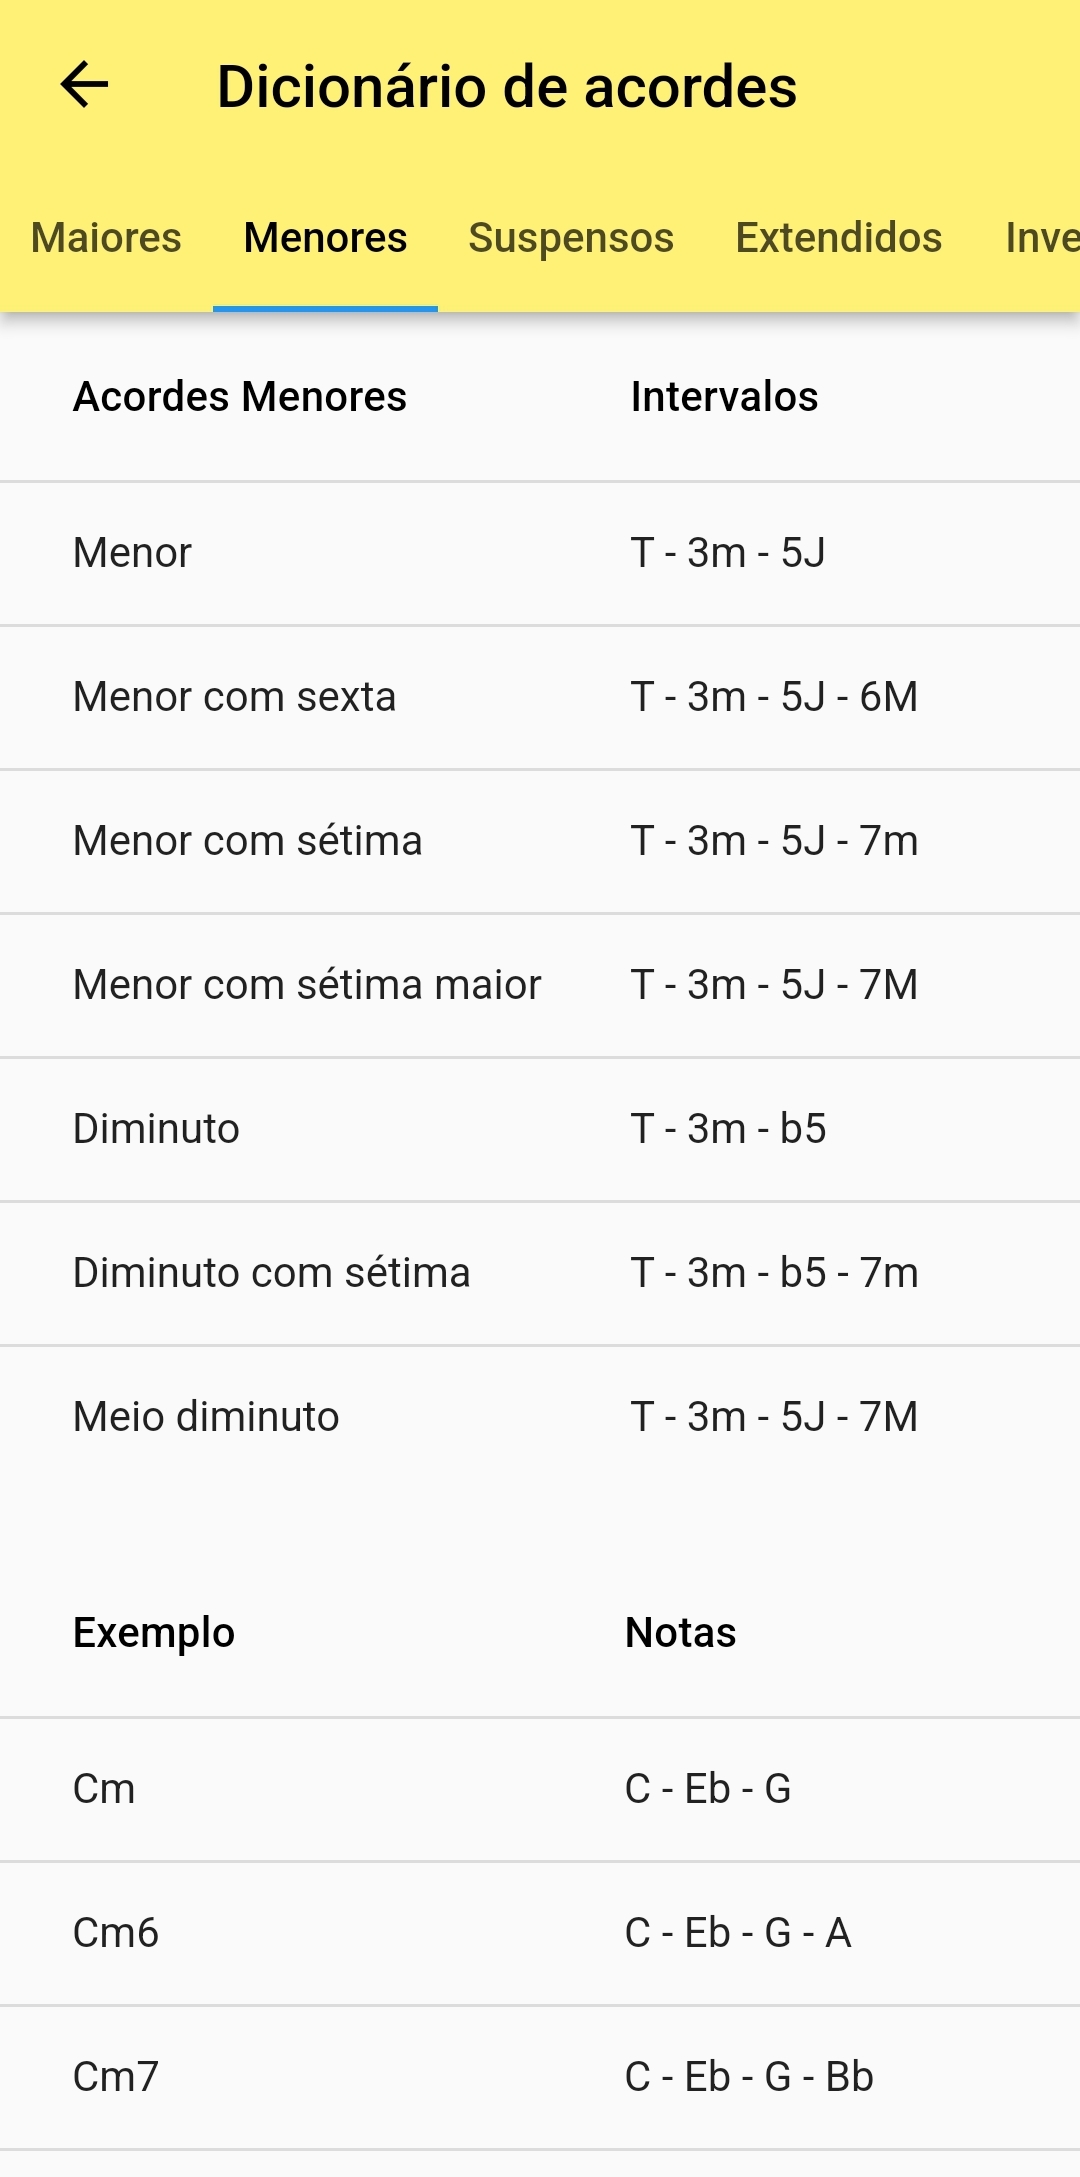 Dicionário de acordes
Maiores Menores Suspensos Extendidos Inve
Acordes Menores Intervalos
Menor T - 3m - 5J
Menor com sexta T - 3m - 5J - 6M
Menor com sétima T - 3m - 5J - 7m
Menor com sétima maior T - 3m - 5J - 7M
Diminuto T - 3m - b5
Diminuto com sétima T - 3m - b5 - 7m
Meio diminuto T - 3m - 5J - 7M
Exemplo Notas
Cm C - Eb - G
Cm6 C - Eb - G - A
Cm7 C - Eb - G - Bb